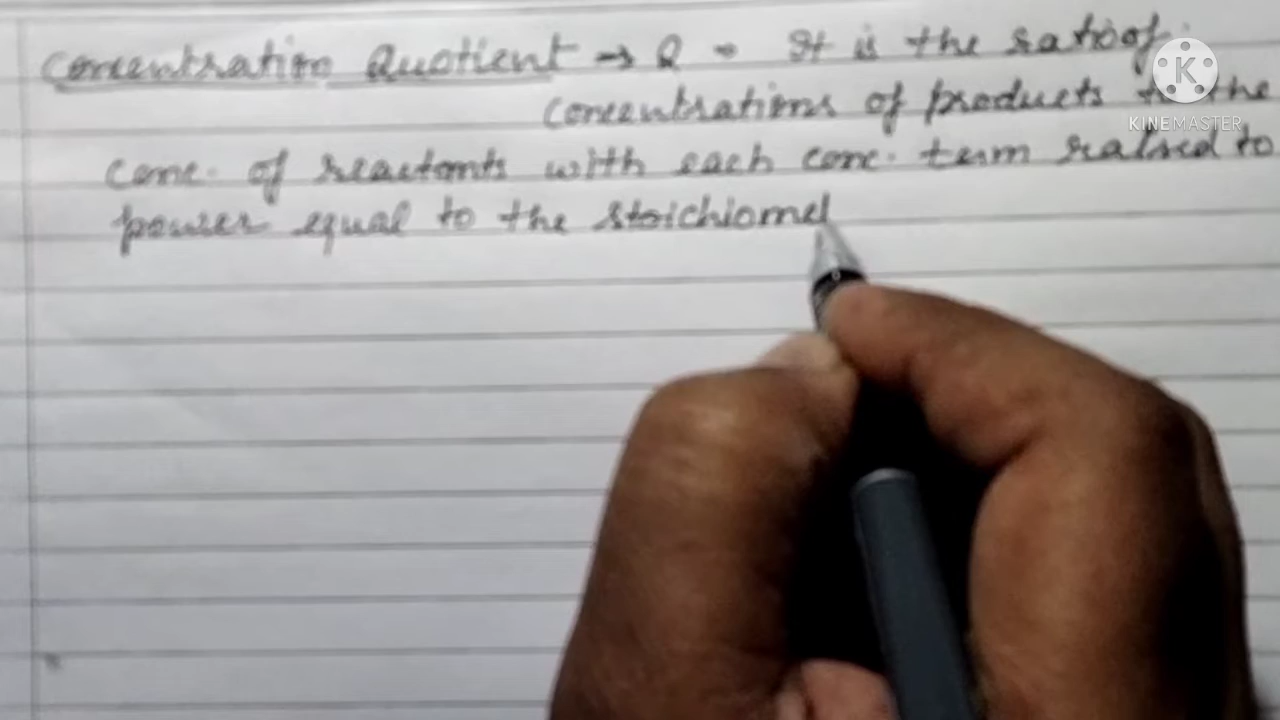 Concentration Quotient → Q → It is the ratio of
concentrations of products to the
conc. of reactants with each conc. term raised to
power equal to the stoichiomet
K
KINEMASTER